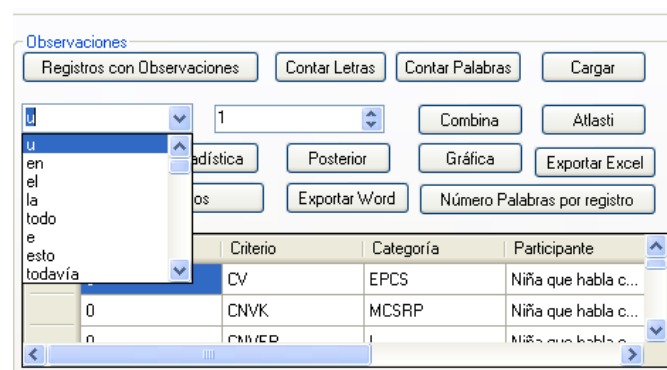 Observaciones
Registros con Observaciones Contar Letras Contar Palabras Cargar
u 1 Combina Atlasti
u
en
el
la
todo
e
esto
todavía
adística Posterior Gráfica Exportar Excel
os Exportar Word Número Palabras por registro
Criterio Categoría Participante
CV EPCS Niña que habla c...
0 CNVK MCSRP Niña que habla c...